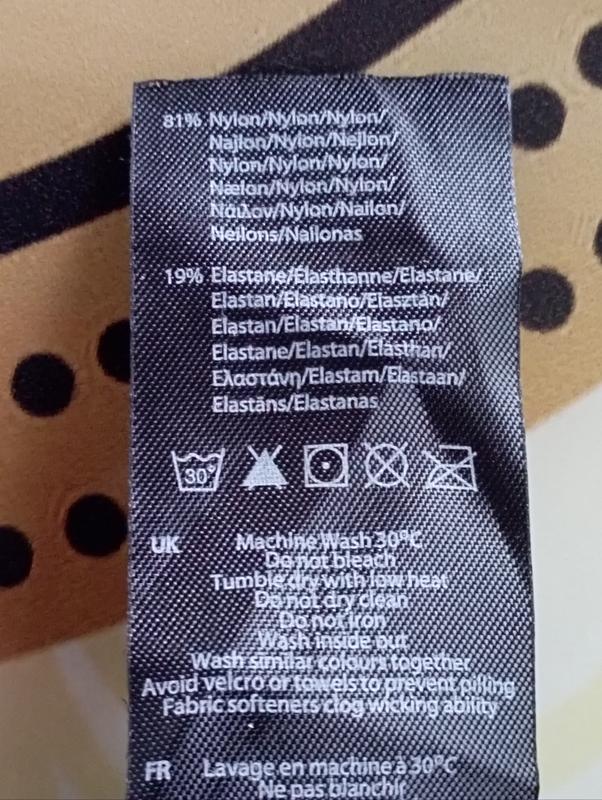 81% Nylon/Nylon/Nylon/
Najlon/Nylon/Nejlon/
Nylon/Nylon/Nylon/
Nælon/Nylon/Nylon/
Νάιλον/Nylon/Nailon/
Neilons/Nailonas
19% Elastane/Élasthanne/Elastane/
Elastan/Elastano/Elasztán/
Elastan/Elastan/Elastano/
Elastane/Elastan/Elasthan/
Ελαστάνη/Elastam/Elastaan/
Elastāns/Elastanas
30°
UK Machine Wash 30ºC
Do not bleach
Tumble dry with low heat
Do not dry clean
Do not iron
Wash inside out
Wash similar colours together
Avoid velcro or towels to prevent pilling
Fabric softeners clog wicking ability
FR Lavage en machine à 30ºC
Ne pas blanchir